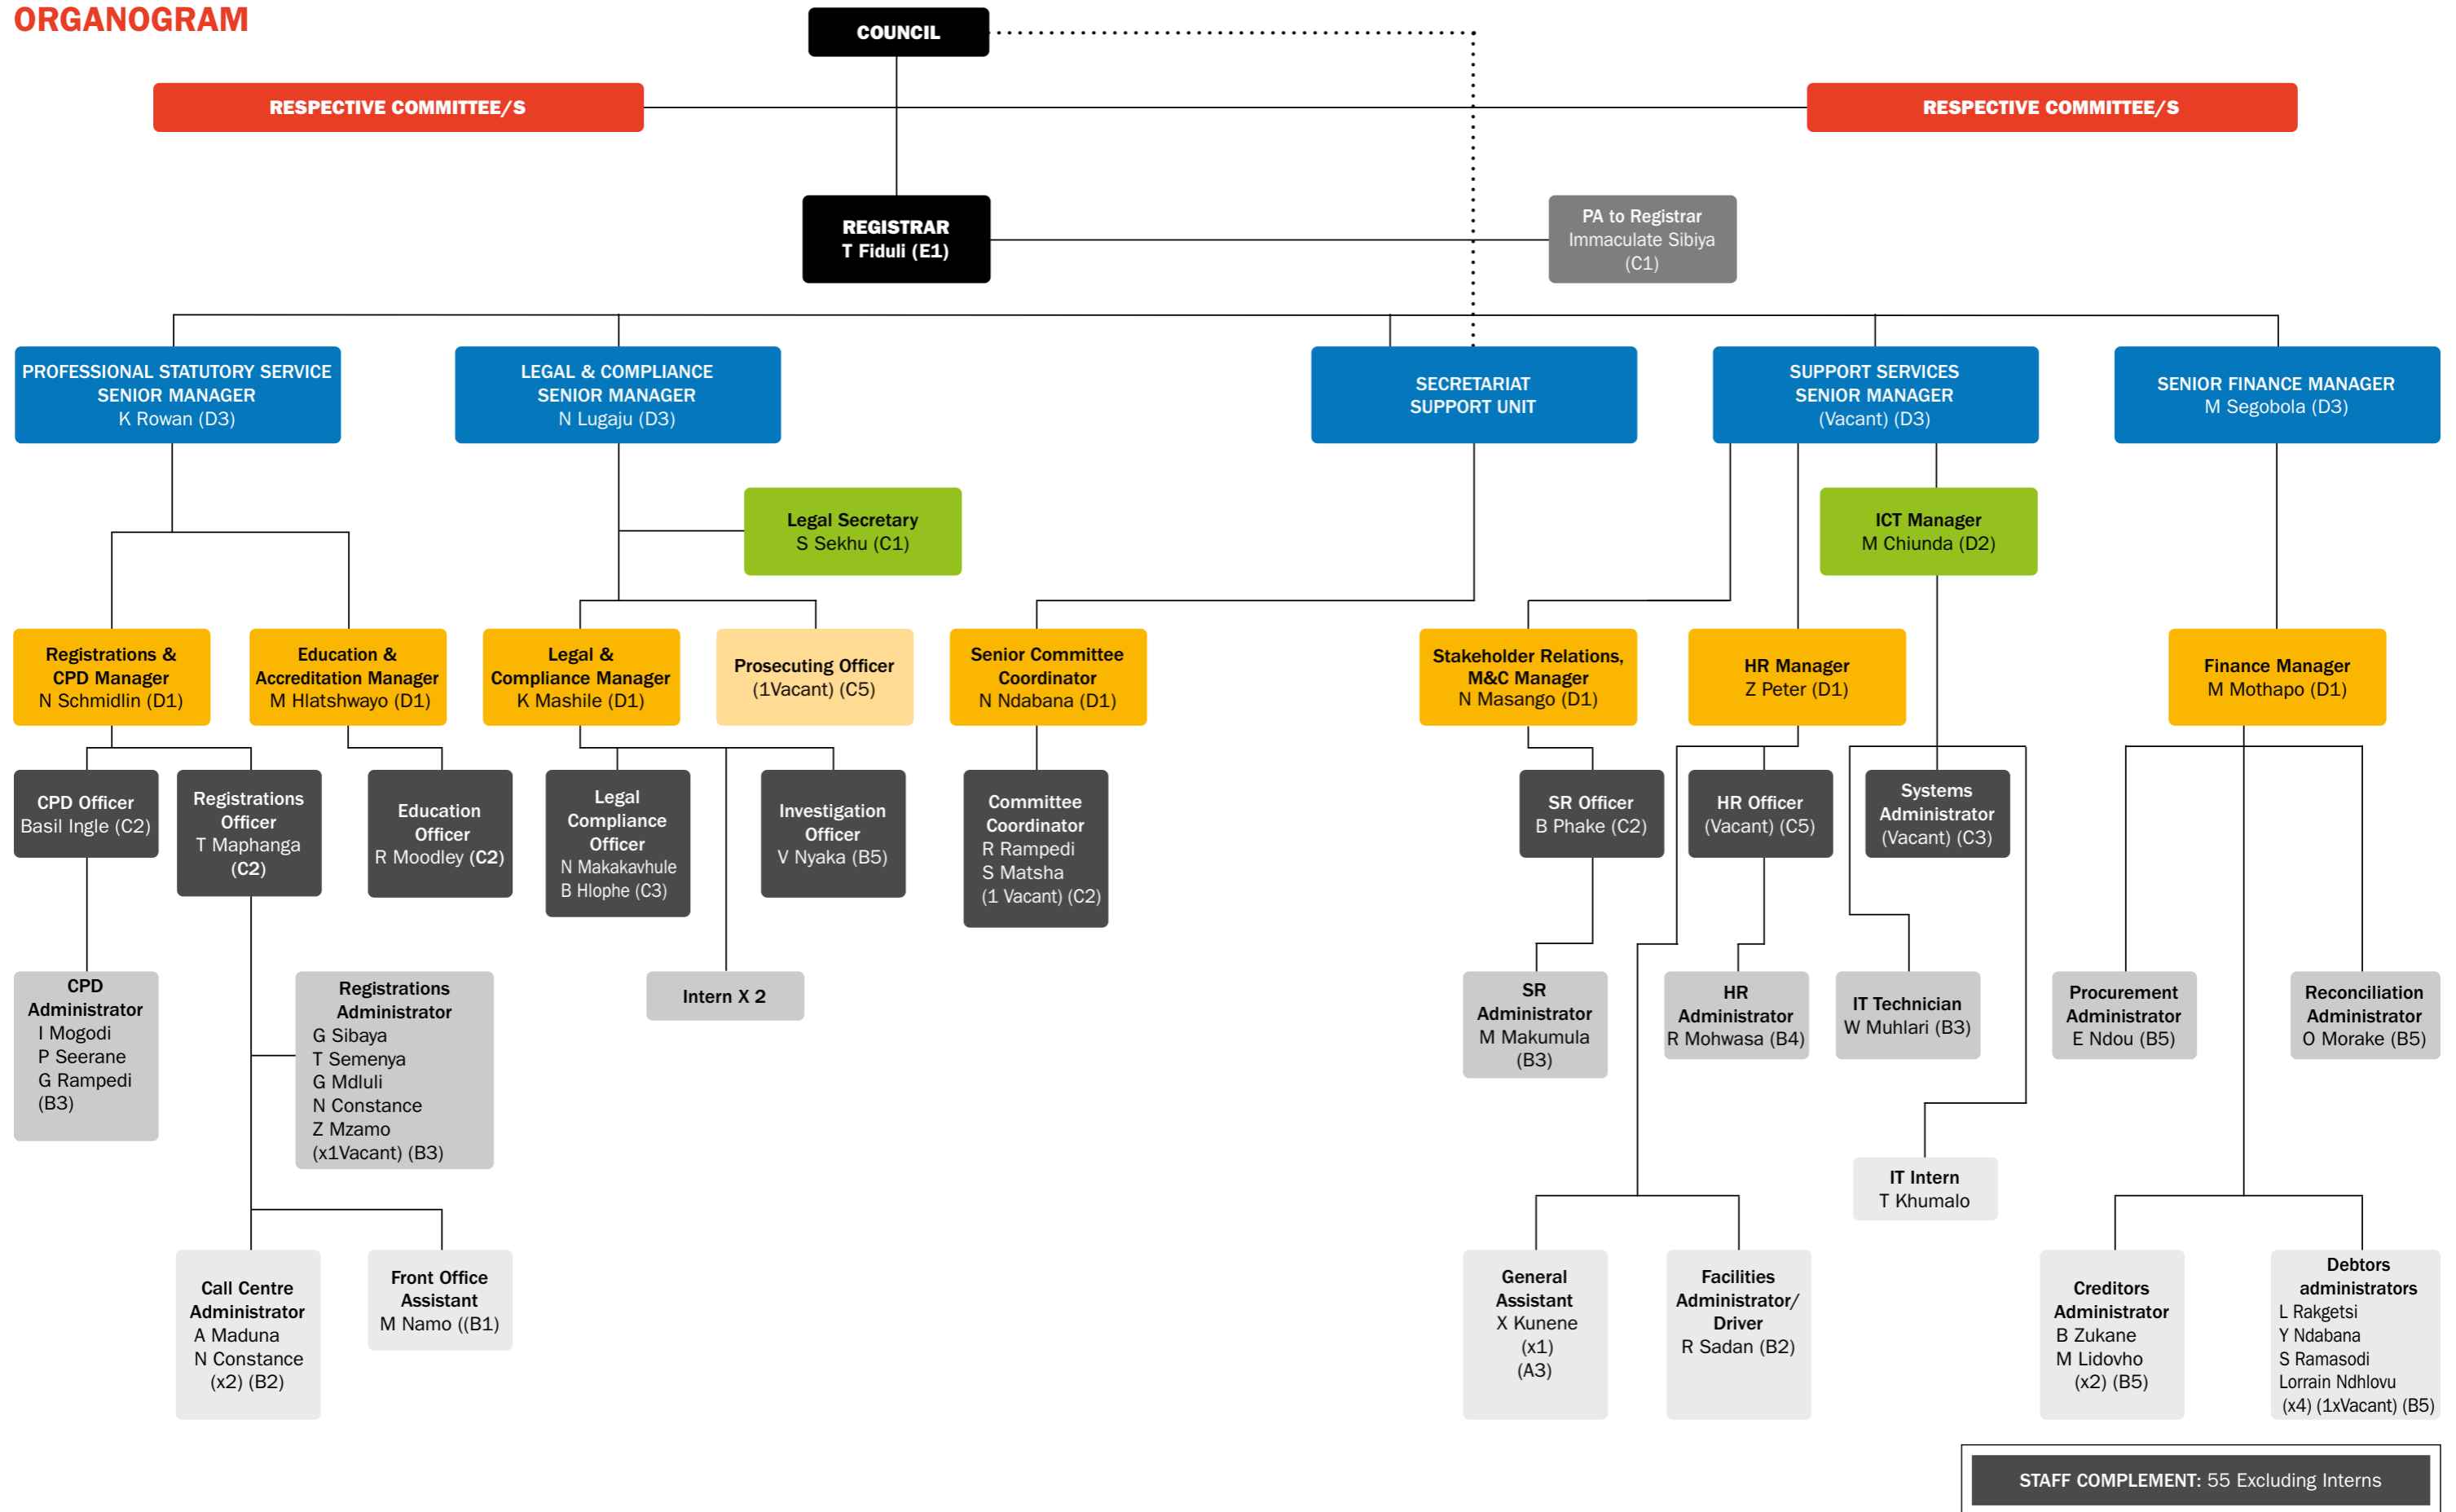 ORGANOGRAM
COUNCIL
RESPECTIVE COMMITTEE/S
RESPECTIVE COMMITTEE/S
REGISTRAR
T Fiduli (E1)
PA to Registrar
Immaculate Sibiya
(C1)
PROFESSIONAL STATUTORY SERVICE
SENIOR MANAGER
K Rowan (D3)
LEGAL & COMPLIANCE
SENIOR MANAGER
N Lugaju (D3)
SECRETARIAT
SUPPORT UNIT
SUPPORT SERVICES
SENIOR MANAGER
(Vacant) (D3)
SENIOR FINANCE MANAGER
M Segobola (D3)
Legal Secretary
S Sekhu (C1)
ICT Manager
M Chiunda (D2)
Registrations &
CPD Manager
N Schmidlin (D1)
Education &
Accreditation Manager
M Hlatshwayo (D1)
Legal &
Compliance Manager
K Mashile (D1)
Prosecuting Officer
(1Vacant) (C5)
Senior Committee
Coordinator
N Ndabana (D1)
Stakeholder Relations,
M&C Manager
N Masango (D1)
HR Manager
Z Peter (D1)
Finance Manager
M Mothapo (D1)
CPD Officer
Basil Ingle (C2)
Registrations
Officer
T Maphanga
(C2)
Education
Officer
R Moodley (C2)
Legal
Compliance
Officer
N Makakavhule
B Hlophe (C3)
Investigation
Officer
V Nyaka (B5)
Committee
Coordinator
R Rampedi
S Matsha
(1 Vacant) (C2)
SR Officer
B Phake (C2)
HR Officer
(Vacant) (C5)
Systems
Administrator
(Vacant) (C3)
CPD
Administrator
I Mogodi
P Seerane
G Rampedi
(B3)
Registrations
Administrator
G Sibaya
T Semenya
G Mdluli
N Constance
Z Mzamo
(x1Vacant) (B3)
Intern X 2
SR
Administrator
M Makumula
(B3)
HR
Administrator
R Mohwasa (B4)
IT Technician
W Muhlari (B3)
Procurement
Administrator
E Ndou (B5)
Reconciliation
Administrator
O Morake (B5)
IT Intern
T Khumalo
Call Centre
Administrator
A Maduna
N Constance
(x2) (B2)
Front Office
Assistant
M Namo ((B1)
General
Assistant
X Kunene
(x1)
(A3)
Facilities
Administrator/
Driver
R Sadan (B2)
Creditors
Administrator
B Zukane
M Lidovho
(x2) (B5)
Debtors
administrators
L Rakgetsi
Y Ndabana
S Ramasodi
Lorrain Ndhlovu
(x4) (1xVacant) (B5)
STAFF COMPLEMENT: 55 Excluding Interns